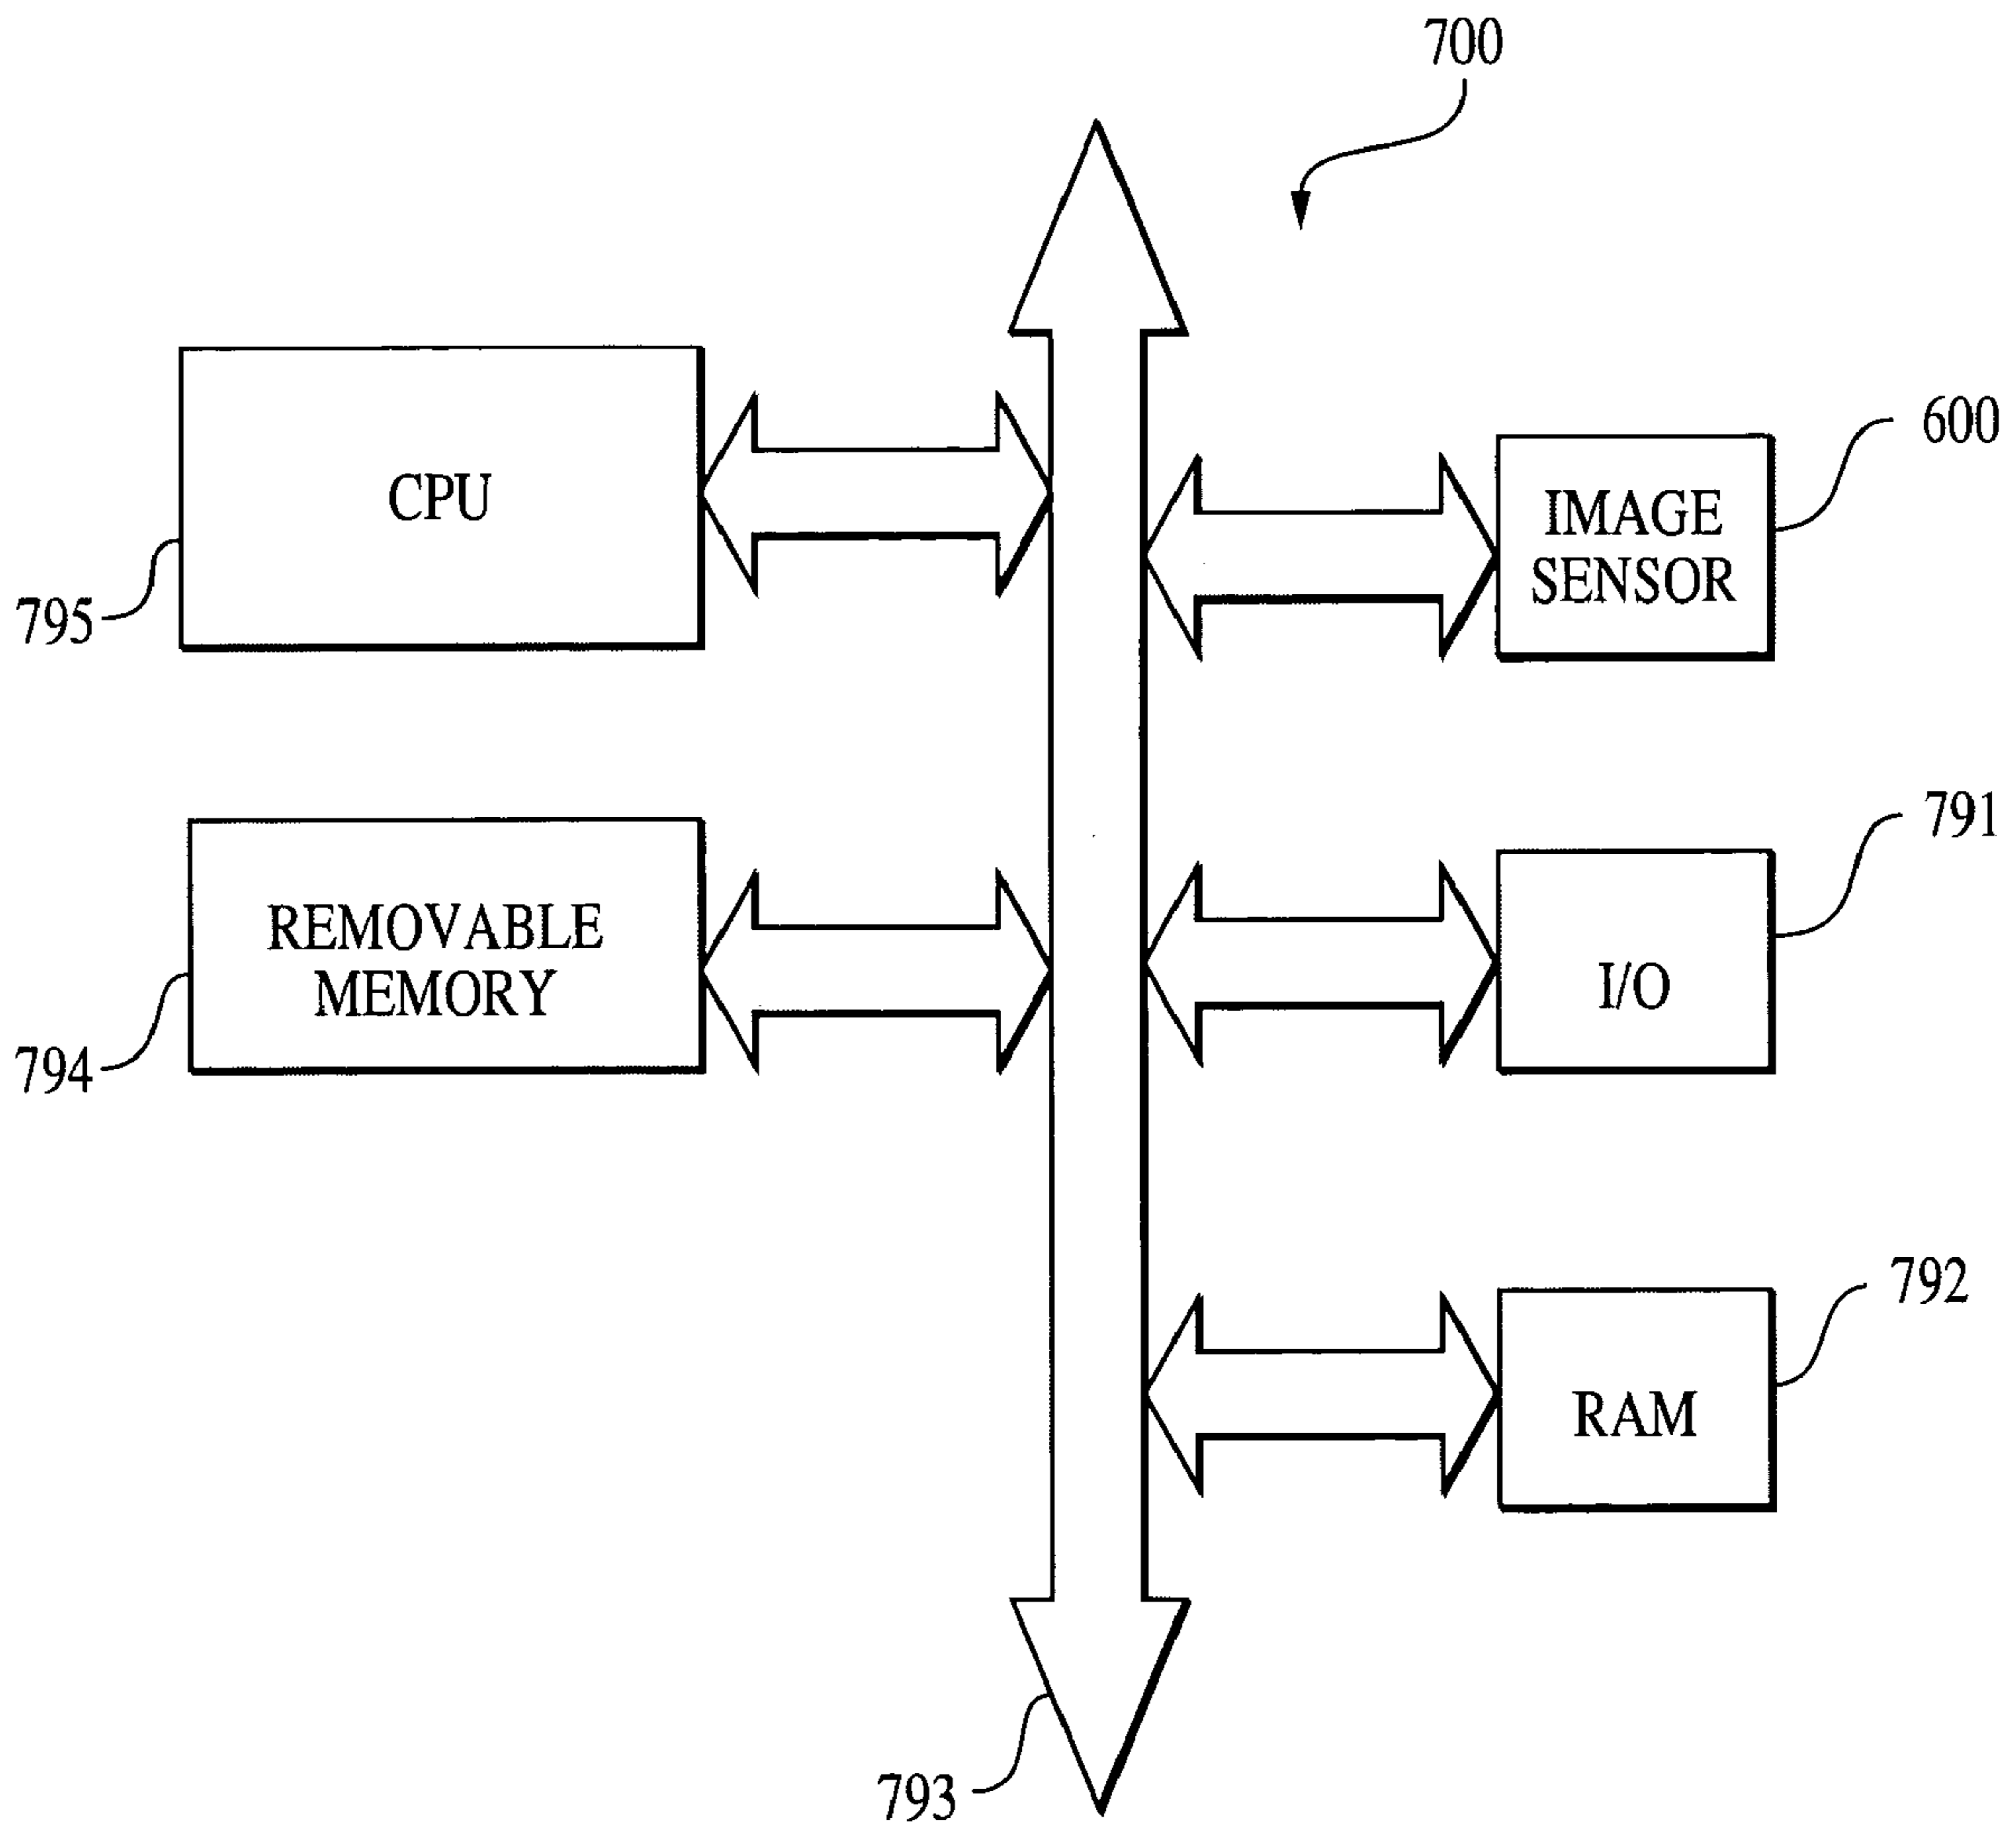 700
CPU
795
600
IMAGE
SENSOR
REMOVABLE
MEMORY
794
791
I/O
792
RAM
793